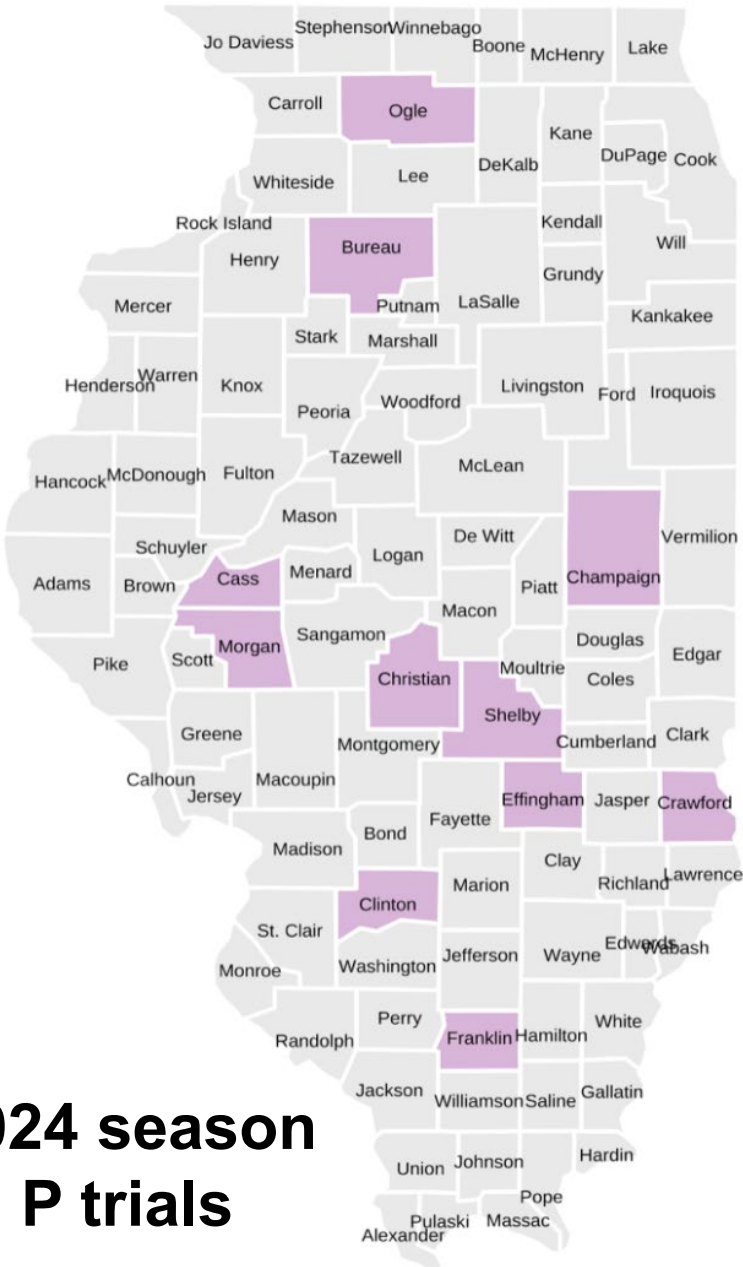 Jo Daviess
Stephenson
Winnebago
Boone
McHenry
Lake
Carroll
Ogle
DeKalb
Kane
DuPage
Cook
Whiteside
Lee
Rock Island
Henry
Bureau
Kendall
Will
Mercer
Putnam
LaSalle
Grundy
Kankakee
Henderson
Warren
Knox
Stark
Marshall
Peoria
Woodford
Livingston
Ford
Iroquois
Hancock
McDonough
Fulton
Tazewell
McLean
Mason
Schuyler
Adams
Brown
Cass
Menard
Logan
De Witt
Champaign
Vermilion
Piatt
Macon
Pike
Scott
Morgan
Sangamon
Christian
Moultrie
Douglas
Edgar
Coles
Shelby
Greene
Montgomery
Cumberland
Clark
Calhoun
Jersey
Macoupin
Effingham
Jasper
Crawford
Madison
Bond
Fayette
Clay
Richland
Lawrence
Clinton
Marion
St. Clair
Monroe
Washington
Jefferson
Wayne
Edwards
Wabash
Randolph
Perry
Franklin
Hamilton
White
Jackson
Williamson
Saline
Gallatin
Union
Johnson
Hardin
Pope
Pulaski
Massac
Alexander
024 season
P trials